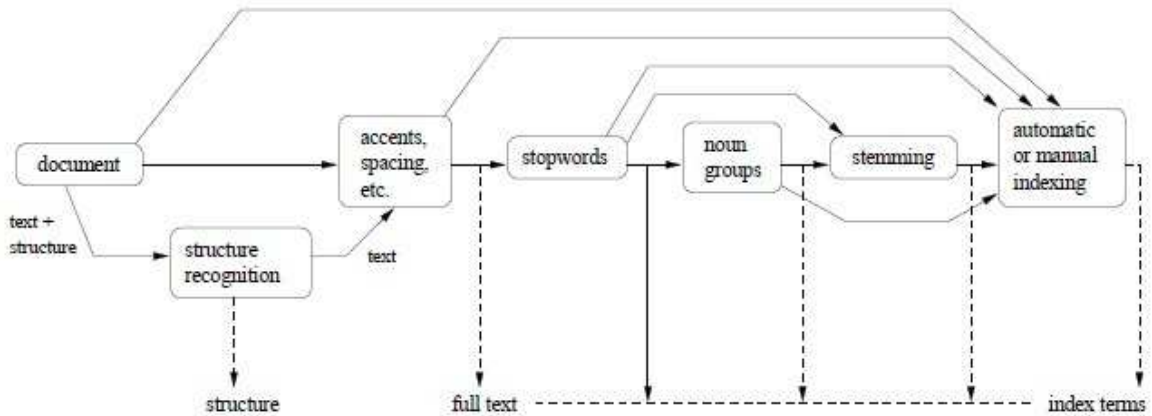 document
accents,
spacing,
etc.
stopwords
noun
groups
stemming
automatic
or manual
indexing
text +
structure
structure
recognition
text
structure
full text
index terms